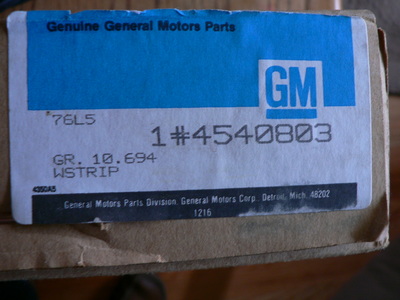 Genuine General Motors Parts
GM
76L5
1#4540803
GR. 10.694
WSTRIP
4390A5
General Motors Parts Division, General Motors Corp. Detroit, Mich. 48202
1216